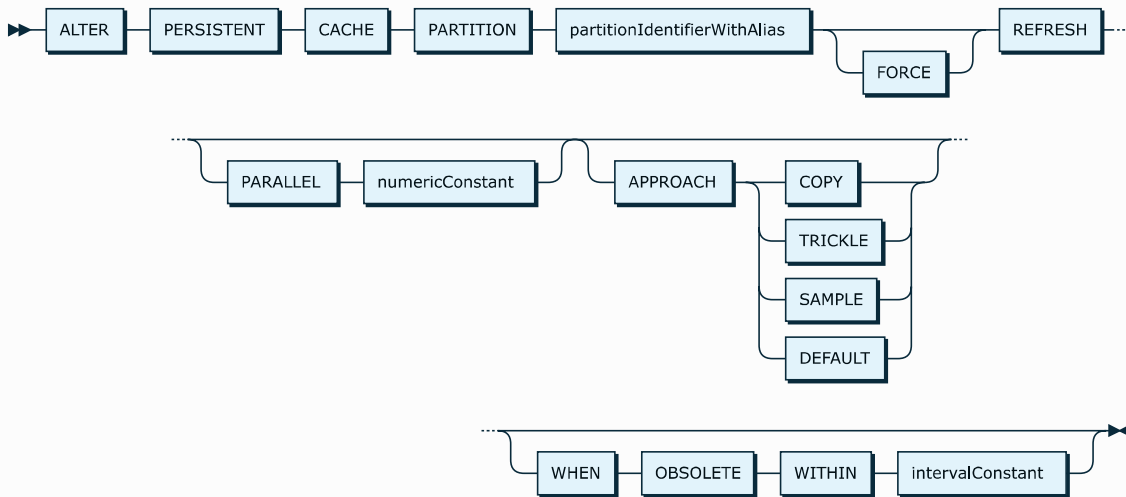 ALTER PERSISTENT CACHE PARTITION partitionIdentifierWithAlias REFRESH
FORCE
PARALLEL numericConstant APPROACH COPY
TRICKLE
SAMPLE
DEFAULT
WHEN OBSOLETE WITHIN intervalConstant